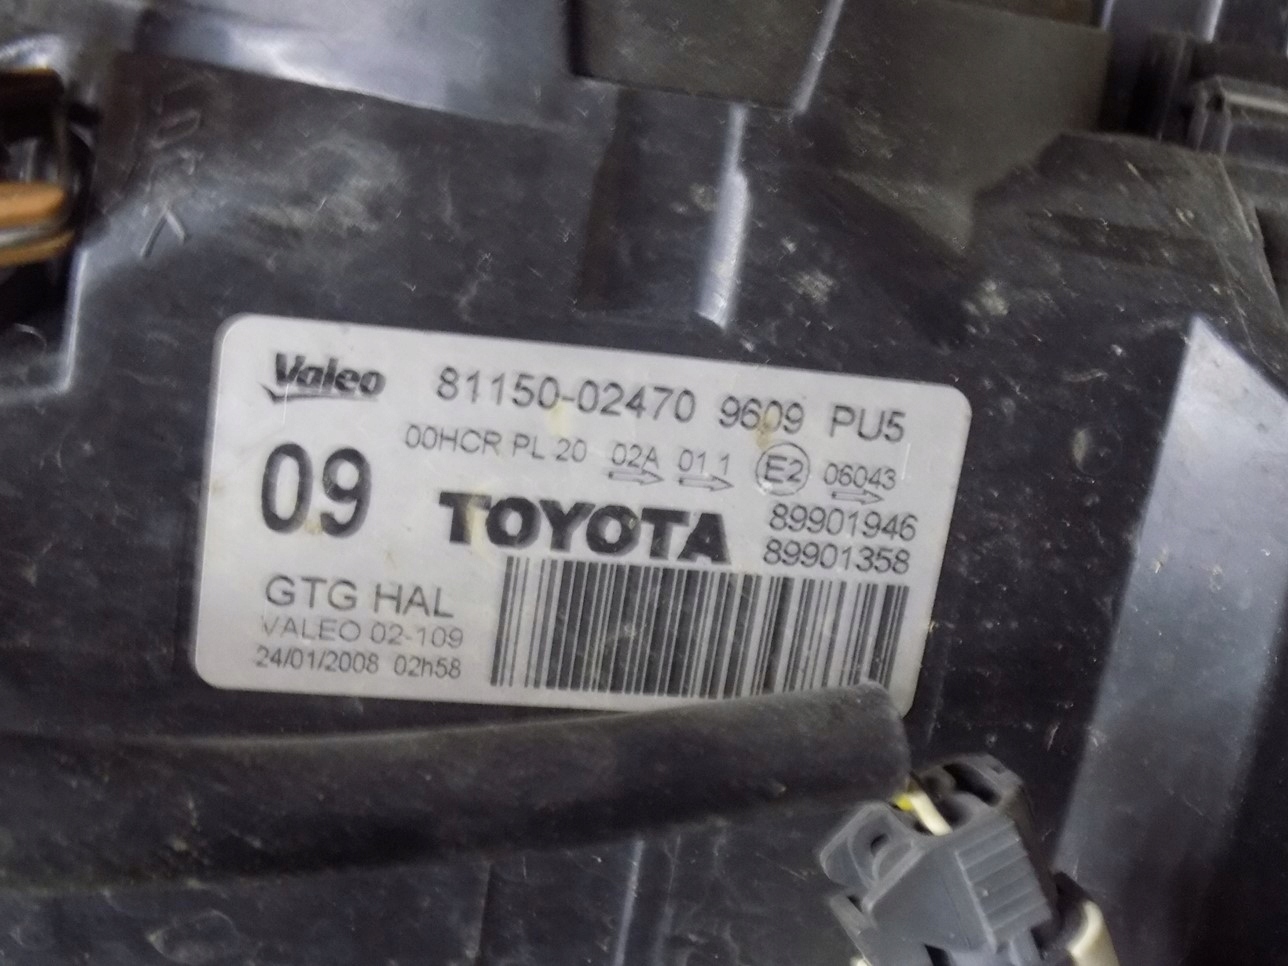 Valeo 81150-02470 9609 PU5
00HCR PL 20 02A 01 1 E2 06043
09 TOYOTA 89901946
89901358
GTG HAL
VALEO 02-109
24/01/2008 02h58